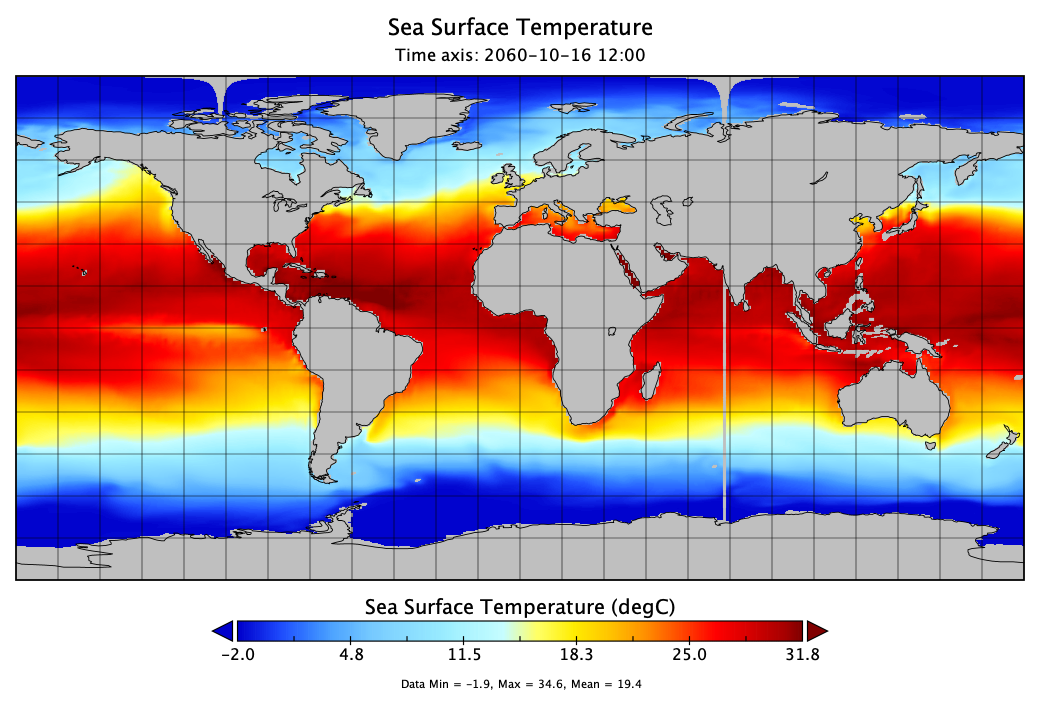 Sea Surface Temperature
Time axis: 2060-10-16 12:00
Sea Surface Temperature (degC)
-2.0 4.8 11.5 18.3 25.0 31.8
Data Min = -1.9, Max = 34.6, Mean = 19.4